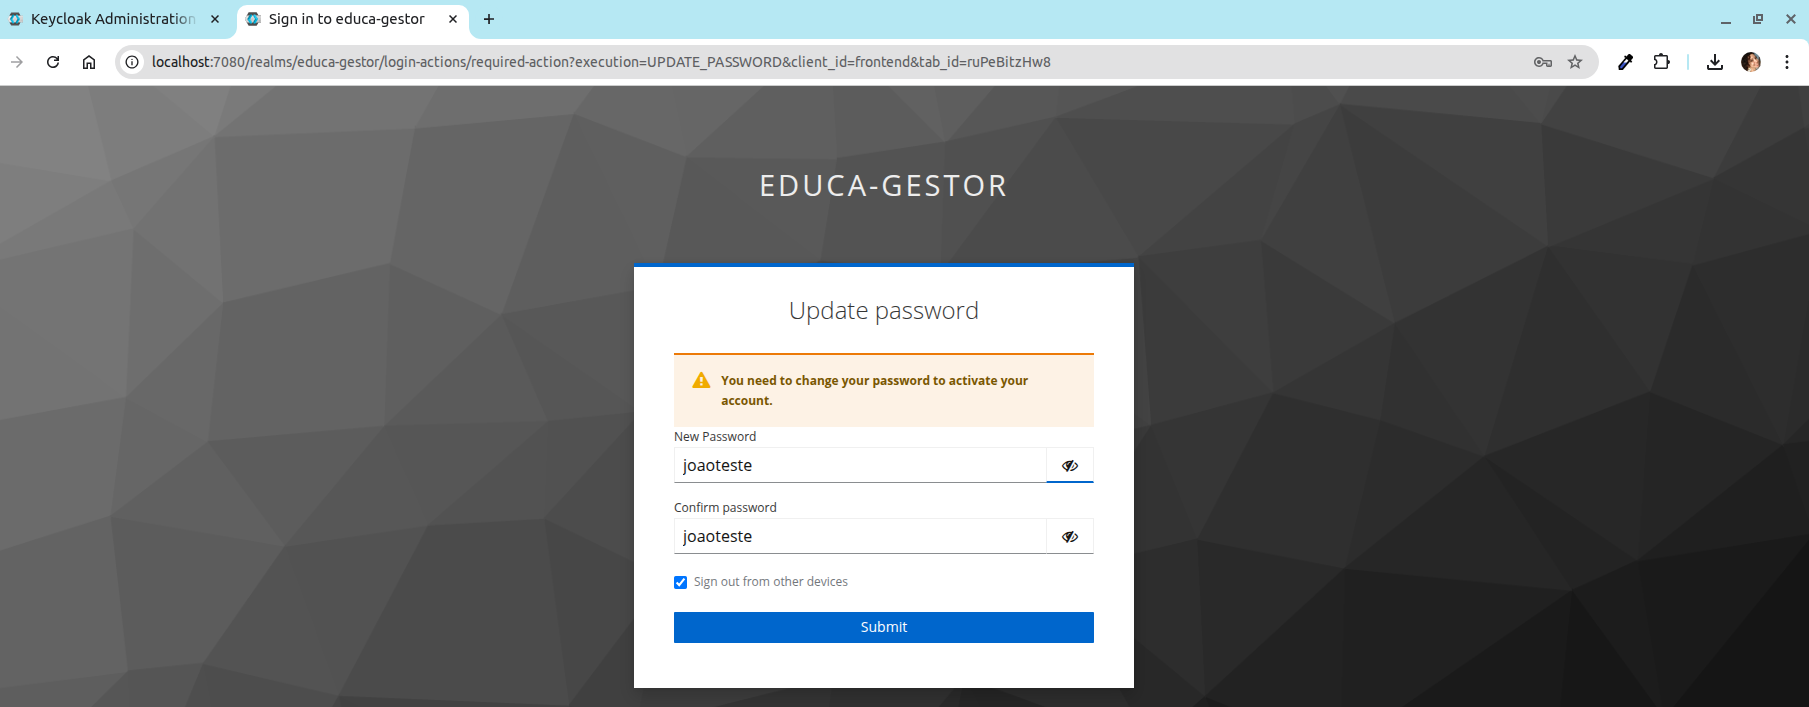 Keycloak Administration
Sign in to educa-gestor
localhost:7080/realms/educa-gestor/login-actions/required-action?execution=UPDATE_PASSWORD&client_id=frontend&tab_id=ruPeBitzHw8
EDUCA-GESTOR
Update password
You need to change your password to activate your
account.
New Password
joaoteste
Confirm password
joaoteste
Sign out from other devices
Submit